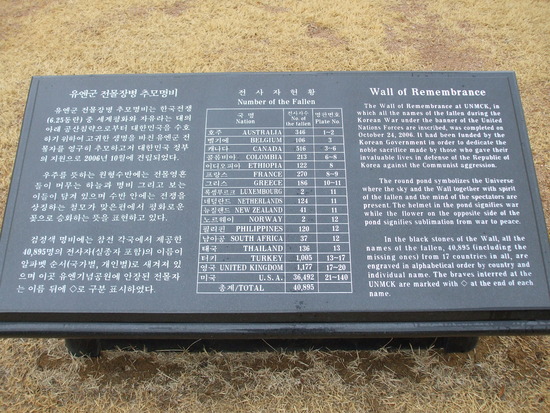 유엔군 전몰장병 추모명비
유엔군 전몰장병 추모명비는 한국전쟁
(6.25동란) 중 세계평화와 자유라는 대의
아래 공산침략으로부터 대한민국을 수호
하기 위하여 고귀한 생명을 바친 유엔군 전
몰자를 영구히 추모하고저 대한민국 정부
의 지원으로 2006년 10월에 건립되었다.
우주를 뜻하는 원형수반에는 전몰영혼
들이 머무는 하늘과 명비 그리고 보는
이들이 담겨 있으며 수반 안에는 전쟁을
상징하는 철모가 맞은편에서 평화로운
꽃으로 승화하는 뜻을 표현하고 있다.
검정색 명비에는 참전 각국에서 제공한
40,895명의 전사자(실종자 포함)의 이름이
알파벳 순서(국가별, 개인별)로 새겨져 있
으며 이곳 유엔기념공원에 안장된 전몰자
는 이름 뒤에 ◇로 구분 표시하였다.
전 사 자 현 황
Number of the Fallen
국 명 Nation 전사자수 No. of the fallen 명판번호 Plate No
호주 AUSTRALIA 346 1~2
벨기에 BELGIUM 106 3
캐나다 CANADA 516 3~6
콜롬비아 COLOMBIA 213 6~8
이디오피아 ETHIOPIA 122 8
프랑스 FRANCE 270 8~9
그리스 GREECE 186 10~11
룩셈부르크 LUXEMBOURG 2 11
네덜란드 NETHERLANDS 124 11
뉴질랜드 NEW ZEALAND 41 11
노르웨이 NORWAY 2 12
필리핀 PHILIPPINES 120 12
남아공 SOUTH AFRICA 37 12
태국 THAILAND 136 13
터키 TURKEY 1,005 13~17
영국 UNITED KINGDOM 1,177 17~20
미국 U.S.A. 36,492 21~140
총계/TOTAL 40,895
Wall of Remembrance
The Wall of Remembrance at UNMCK, in
which all the names of the fallen during the
Korean War under the banner of the United
Nations Forces are inscribed, was completed on
October 24, 2006. It had been funded by the
Korean Government in order to dedicate the
noble sacrifice made by those who gave their
invaluable lives in defense of the Republic of
Korea against the Communist aggression.
The round pond symbolizes the Universe
where the sky and the Wall together with spirit
of the fallen and the mind of the spectators are
present. The helmet in the pond signifies war
while the flower on the opposite side of the
pond signifies sublimation from war to peace.
In the black stones of the Wall, all the
names of the fallen, 40,895 (including the
missing ones) from 17 countries in all, are
engraved in alphabetical order by country and
individual name. The braves interred at the
UNMCK are marked with ◇ at the end of each
name.